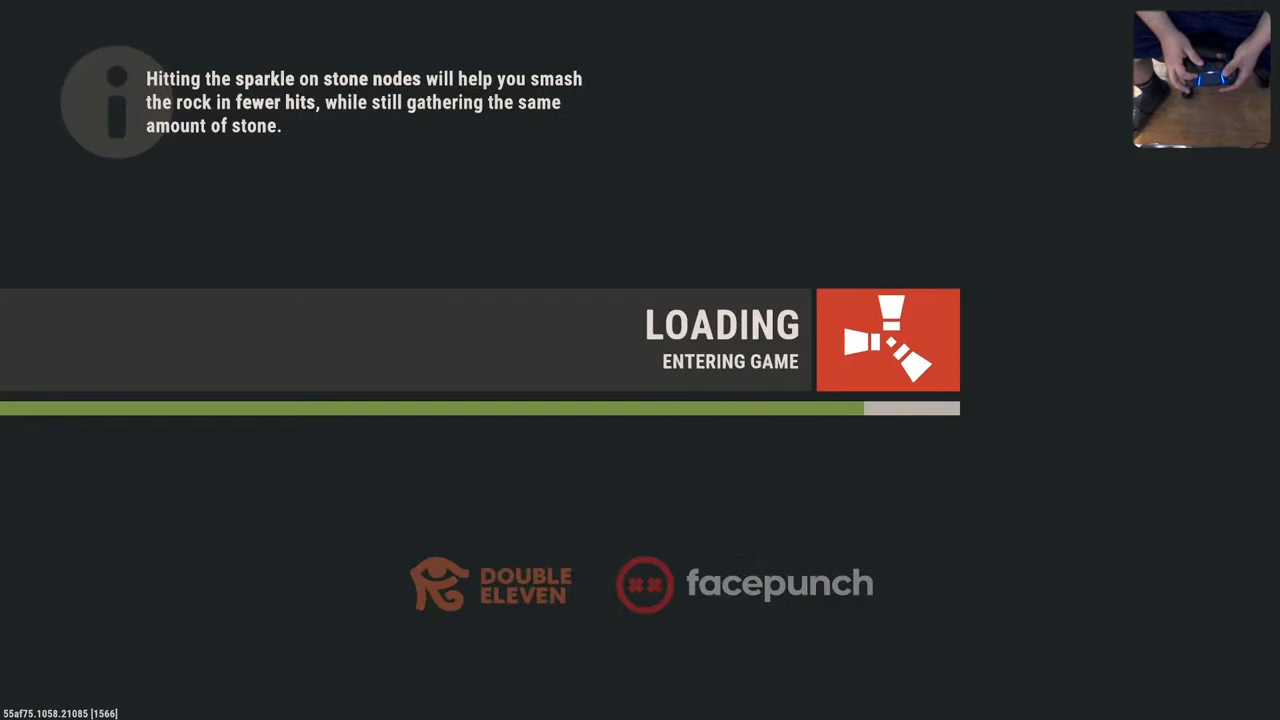 Hitting the sparkle on stone nodes will help you smash
the rock in fewer hits, while still gathering the same
amount of stone.
LOADING
ENTERING GAME
DOUBLE
ELEVEN
facepunch
55af75.1058.21085 [1566]